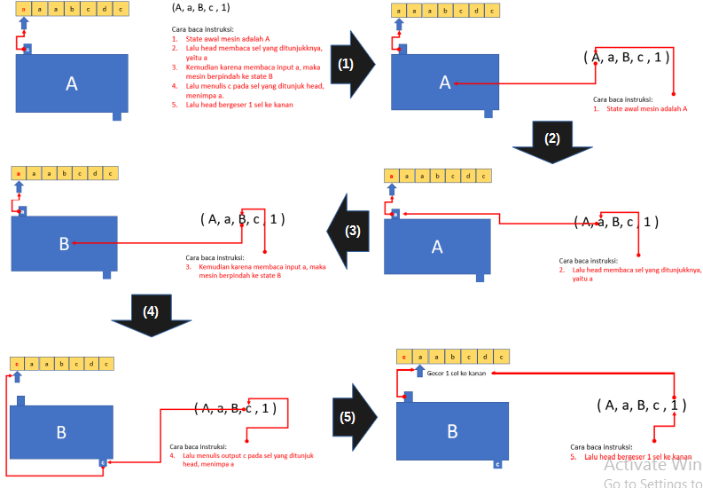 a a a b c d c
(A, a, B, c , 1)
Cara baca instruksi:
1. State awal mesin adalah A
2. Lalu head membaca sel yang ditunjukknya,
yaitu a
3. Kemudian karena membaca input a, maka
mesin berpindah ke state B
4. Lalu menulis c pada sel yang ditunjuk head,
menimpa a.
5. Lalu head bergeser 1 sel ke kanan
A
(1)
a a a b c d c
A
( A, a, B, c , 1 )
Cara baca instruksi:
1. State awal mesin adalah A
(2)
a a a b c d c
A
( A, a, B, c , 1 )
Cara baca instruksi:
2. Lalu head membaca sel yang ditunjukknya,
yaitu a
(3)
a a a b c d c
B
( A, a, B, c , 1 )
Cara baca instruksi:
3. Kemudian karena membaca input a, maka
mesin berpindah ke state B
(4)
c a a b c d c
B
c
( A, a, B, c , 1 )
Cara baca instruksi:
4. Lalu menulis output c pada sel yang ditunjuk
head, menimpa a
(5)
c a a b c d c
Geser 1 sel ke kanan
B
c
( A, a, B, c , 1 )
Cara baca instruksi:
5. Lalu head bergeser 1 sel ke kanan
Activate Win
Go to Settings to